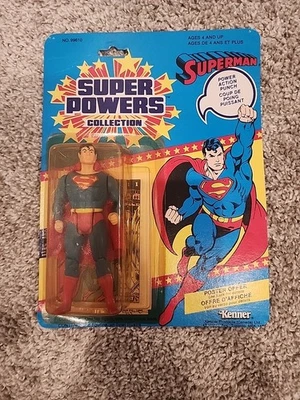 AGES 4 AND UP
AGES DE 4 ANS ET PLUS
SUPER
POWERS
COLLECTION
SUPERMAN
POWER
ACTION
PUNCH
COUP DE
POING
PUISSANT
POSTER OFFER
OFFRE D'AFFICHE
Kenner